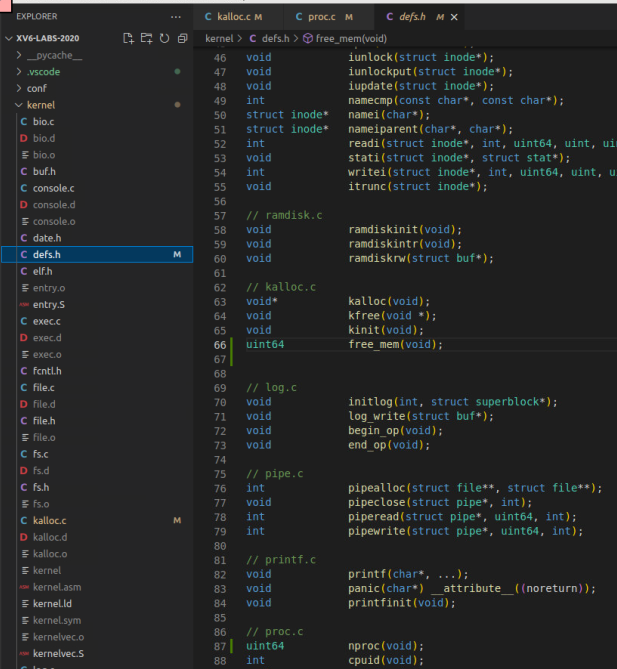 EXPLORER
XV6-LABS-2020
__pycache__
.vscode
conf
kernel
C bio.c
D bio.d
bio.o
C buf.h
C console.c
D console.d
console.o
C date.h
C defs.h M
C elf.h
entry.o
entry.S
C exec.c
D exec.d
exec.o
C fcntl.h
C file.c
D file.d
C file.h
file.o
C fs.c
D fs.d
C fs.h
fs.o
C kalloc.c M
D kalloc.d
kalloc.o
kernel
kernel.asm
kernel.ld
kernel.sym
kernelvec.o
kernelvec.S
C kalloc.c M C proc.c M C defs.h M
kernel > C defs.h > free_mem(void)
46 void iunlock(struct inode*);
47 void iunlockput(struct inode*);
48 void iupdate(struct inode*);
49 int namecmp(const char*, const char*);
50 struct inode* namei(char*);
51 struct inode* nameiparent(char*, char*);
52 int readi(struct inode*, int, uint64, uint, ui
53 void stati(struct inode*, struct stat*);
54 int writei(struct inode*, int, uint64, uint, u
55 void itrunc(struct inode*);
56
57 // ramdisk.c
58 void ramdiskinit(void);
59 void ramdiskintr(void);
60 void ramdiskrw(struct buf*);
61
62 // kalloc.c
63 void* kalloc(void);
64 void kfree(void *);
65 void kinit(void);
66 uint64 free_mem(void);
67
68
69 // log.c
70 void initlog(int, struct superblock*);
71 void log_write(struct buf*);
72 void begin_op(void);
73 void end_op(void);
74
75 // pipe.c
76 int pipealloc(struct file**, struct file**);
77 void pipeclose(struct pipe*, int);
78 int piperead(struct pipe*, uint64, int);
79 int pipewrite(struct pipe*, uint64, int);
80
81 // printf.c
82 void printf(char*, ...);
83 void panic(char*) __attribute__((noreturn));
84 void printfinit(void);
85
86 // proc.c
87 uint64 nproc(void);
88 int cpuid(void);